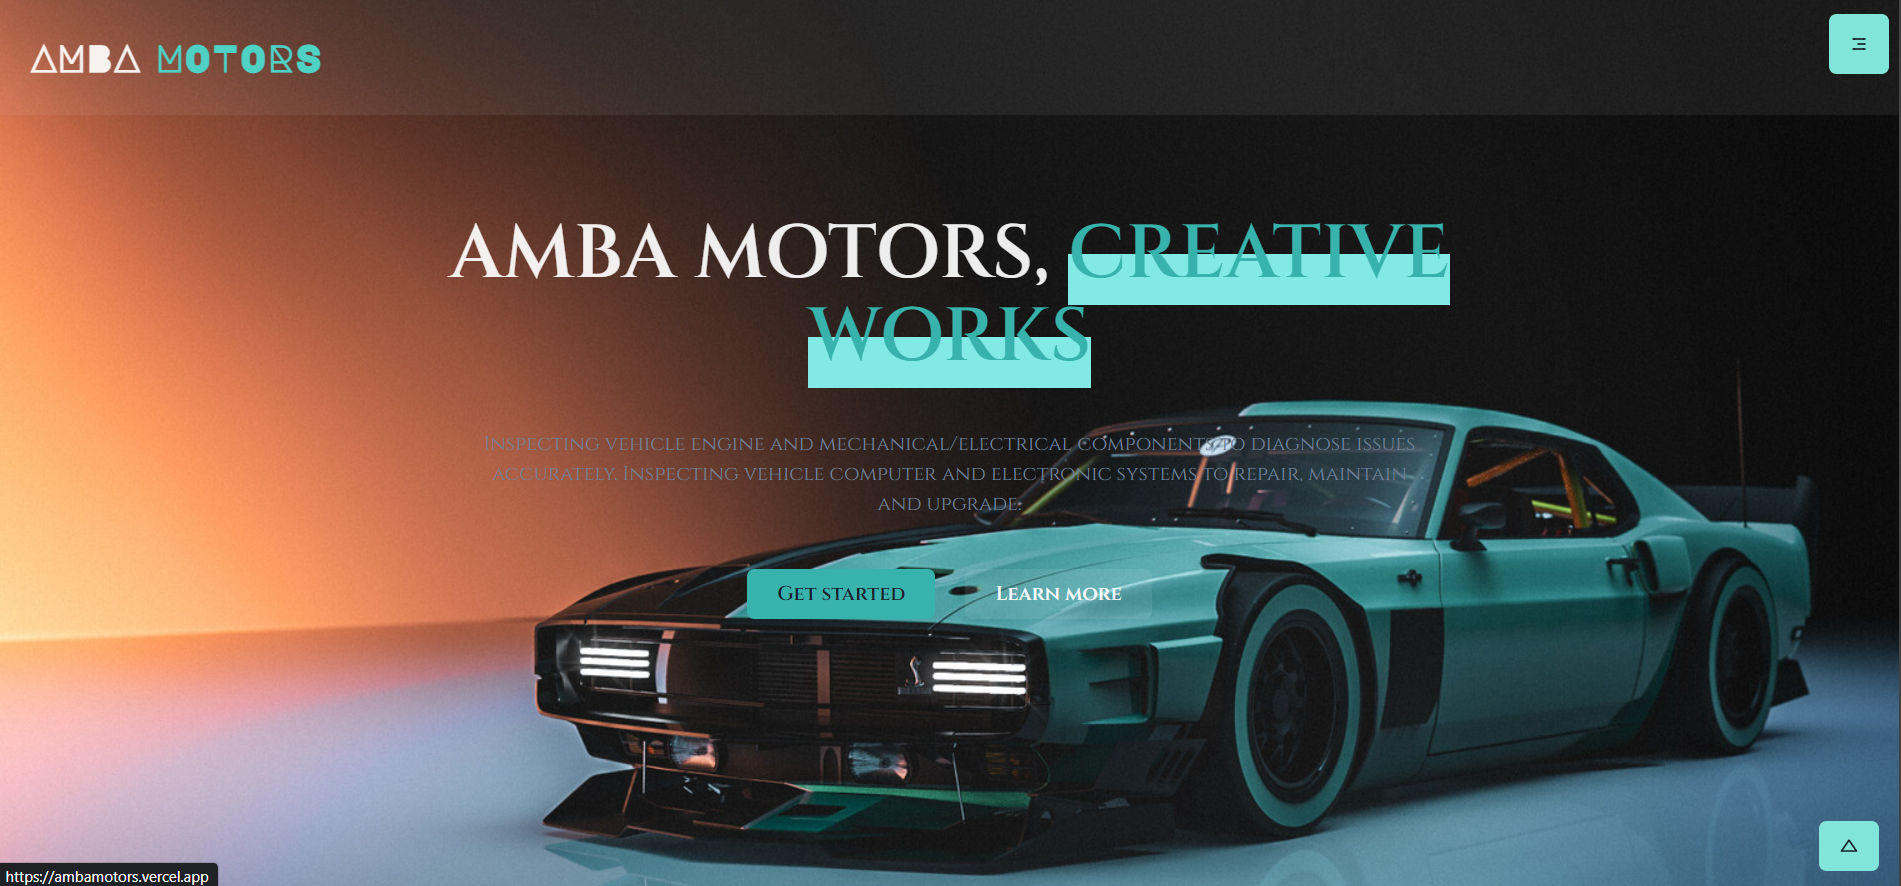 AMBA MOTORS
AMBA MOTORS, CREATIVE
WORKS
Inspecting vehicle engine and mechanical/electrical components to diagnose issues
accurately. Inspecting vehicle computer and electronic systems to repair, maintain
and upgrade.
Get started
Learn more
https://ambamotors.vercel.app